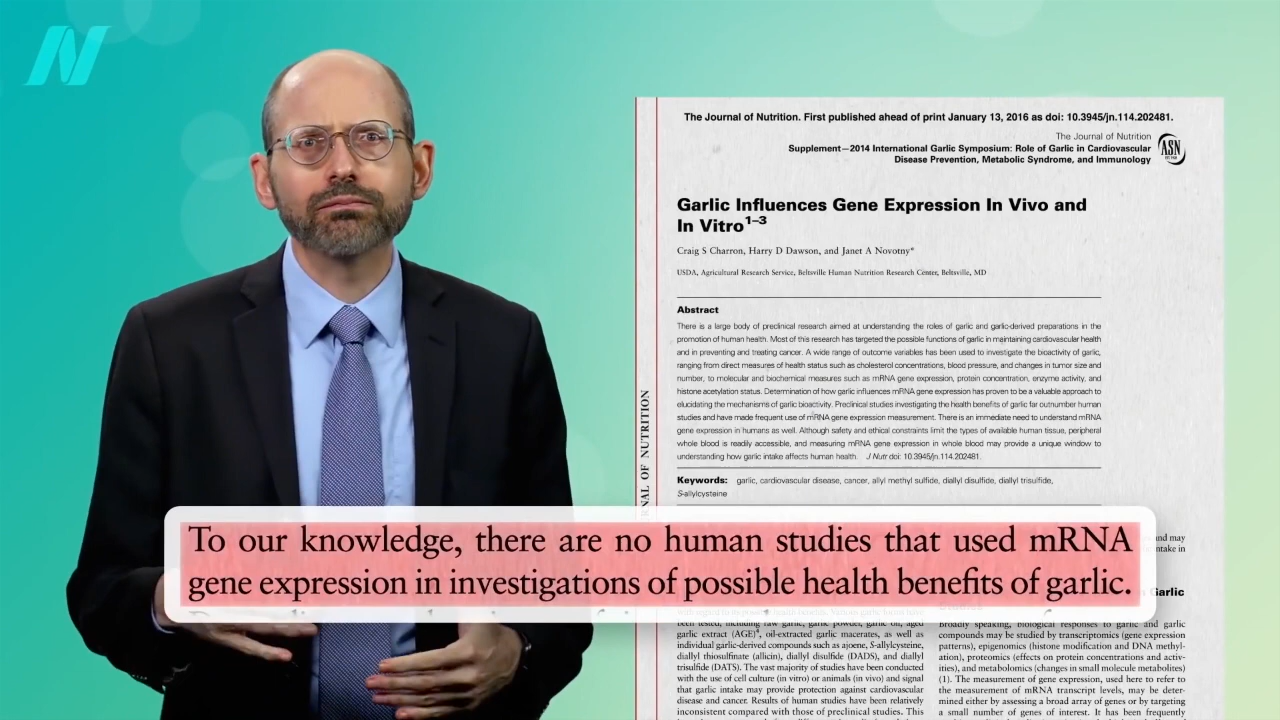 The Journal of Nutrition. First published ahead of print January 13, 2016 as doi: 10.3945/jn.114.202481.
The Journal of Nutrition
Supplement—2014 International Garlic Symposium: Role of Garlic in Cardiovascular
Disease Prevention, Metabolic Syndrome, and Immunology
ASN
Garlic Influences Gene Expression In Vivo and
In Vitro1–3
Craig S Charron, Harry D Dawson, and Janet A Novotny*
USDA, Agricultural Research Service, Beltsville Human Nutrition Research Center, Beltsville, MD
Abstract
There is a large body of preclinical research aimed at understanding the roles of garlic and garlic-derived preparations in the
promotion of human health. Most of this research has targeted the possible functions of garlic in maintaining cardiovascular health
and in preventing and treating cancer. A wide range of outcome variables has been used to investigate the bioactivity of garlic,
ranging from direct measures of health status such as cholesterol concentrations, blood pressure, and changes in tumor size and
number, to molecular and biochemical measures such as mRNA gene expression, protein concentration, enzyme activity, and
histone acetylation status. Determination of how garlic influences mRNA gene expression has proven to be a valuable approach to
elucidating the mechanisms of garlic bioactivity. Preclinical studies investigating the health benefits of garlic far outnumber human
studies and have made frequent use of mRNA gene expression measurement. There is an immediate need to understand mRNA
gene expression in humans as well. Although safety and ethical constraints limit the types of available human tissue, peripheral
whole blood is readily accessible, and measuring mRNA gene expression in whole blood may provide a unique window to
understanding how garlic intake affects human health. J Nutr doi: 10.3945/jn.114.202481.
Keywords: garlic, cardiovascular disease, cancer, allyl methyl sulfide, diallyl disulfide, diallyl trisulfide,
S-allylcysteine
NAL OF NUTRITION
To our knowledge, there are no human studies that used mRNA
gene expression in investigations of possible health benefits of garlic.
and may
intake in
Garlic
been tested, including raw garlic, garlic powder, garlic oil, aged
garlic extract (AGE)4, oil-extracted garlic macerates, as well as
individual garlic-derived compounds such as ajoene, S-allylcysteine,
diallyl thiosulfinate (allicin), diallyl disulfide (DADS), and diallyl
trisulfide (DATS). The vast majority of studies have been conducted
with the use of cell culture (in vitro) or animals (in vivo) and signal
that garlic intake may provide protection against cardiovascular
disease and cancer. Results of human studies have been relatively
inconsistent compared with those of preclinical studies. This
Broadly speaking, biological responses to garlic and garlic
compounds may be studied by transcriptomics (gene expression
patterns), epigenomics (histone modification and DNA methyl-
ation), proteomics (effects on protein concentrations and activ-
ities), and metabolomics (changes in small molecule metabolites)
(1). The measurement of gene expression, used here to refer to
the measurement of mRNA transcript levels, may be deter-
mined either by assessing a broad array of genes or by targeting
a small number of genes of interest. It has been frequently